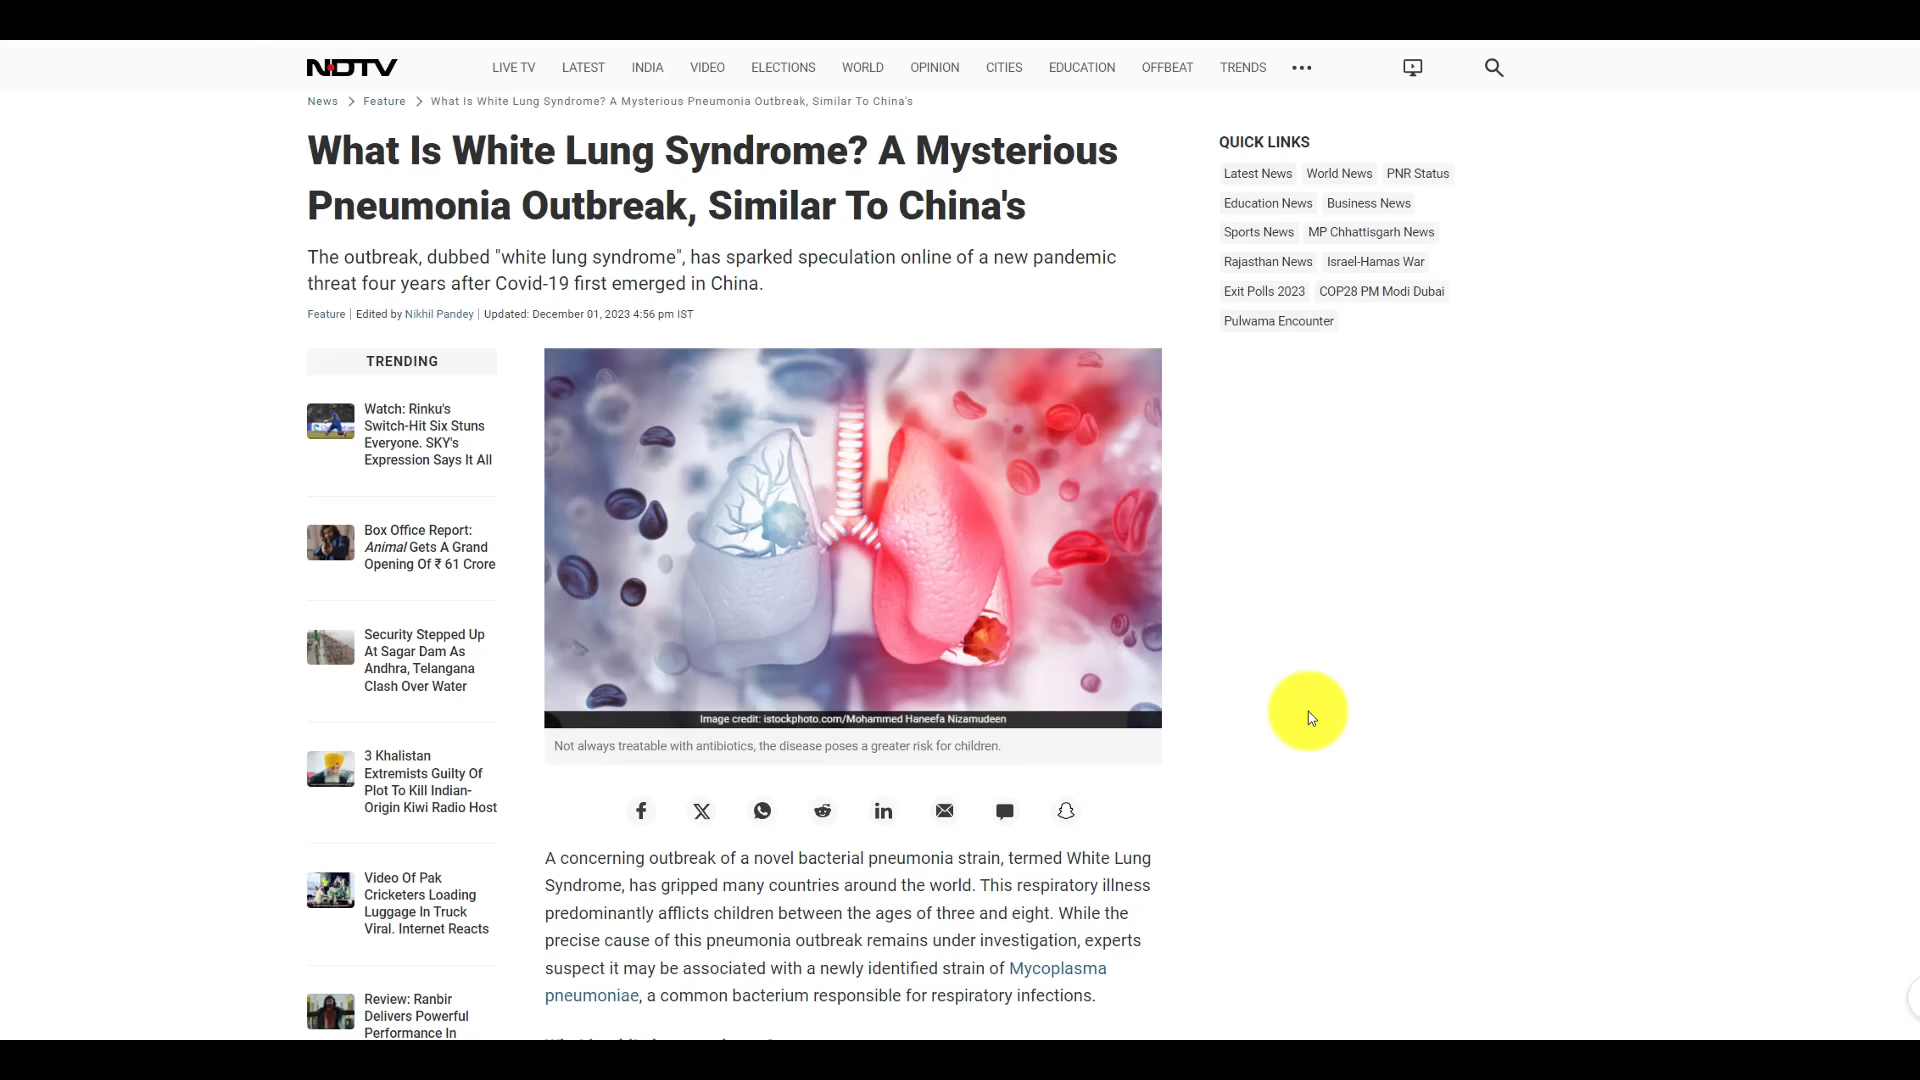 NDTV
LIVE TV
LATEST
INDIA
VIDEO
ELECTIONS
WORLD
OPINION
CITIES
EDUCATION
OFFBEAT
TRENDS
News
Feature
What Is White Lung Syndrome? A Mysterious Pneumonia Outbreak, Similar To China's
What Is White Lung Syndrome? A Mysterious
Pneumonia Outbreak, Similar To China's
The outbreak, dubbed "white lung syndrome", has sparked speculation online of a new pandemic
threat four years after Covid-19 first emerged in China.
Feature | Edited by Nikhil Pandey | Updated: December 01, 2023 4:56 pm IST
TRENDING
Watch: Rinku's
Switch-Hit Six Stuns
Everyone. SKY's
Expression Says It All
Box Office Report:
Animal Gets A Grand
Opening Of ₹ 61 Crore
Security Stepped Up
At Sagar Dam As
Andhra, Telangana
Clash Over Water
3 Khalistan
Extremists Guilty Of
Plot To Kill Indian-
Origin Kiwi Radio Host
Video Of Pak
Cricketers Loading
Luggage In Truck
Viral. Internet Reacts
Review: Ranbir
Delivers Powerful
Performance In
Image credit: istockphoto.com/Mohammed Haneefa Nizamudeen
Not always treatable with antibiotics, the disease poses a greater risk for children.
A concerning outbreak of a novel bacterial pneumonia strain, termed White Lung
Syndrome, has gripped many countries around the world. This respiratory illness
predominantly afflicts children between the ages of three and eight. While the
precise cause of this pneumonia outbreak remains under investigation, experts
suspect it may be associated with a newly identified strain of Mycoplasma
pneumoniae, a common bacterium responsible for respiratory infections.
QUICK LINKS
Latest News
World News
PNR Status
Education News
Business News
Sports News
MP Chhattisgarh News
Rajasthan News
Israel-Hamas War
Exit Polls 2023
COP28 PM Modi Dubai
Pulwama Encounter